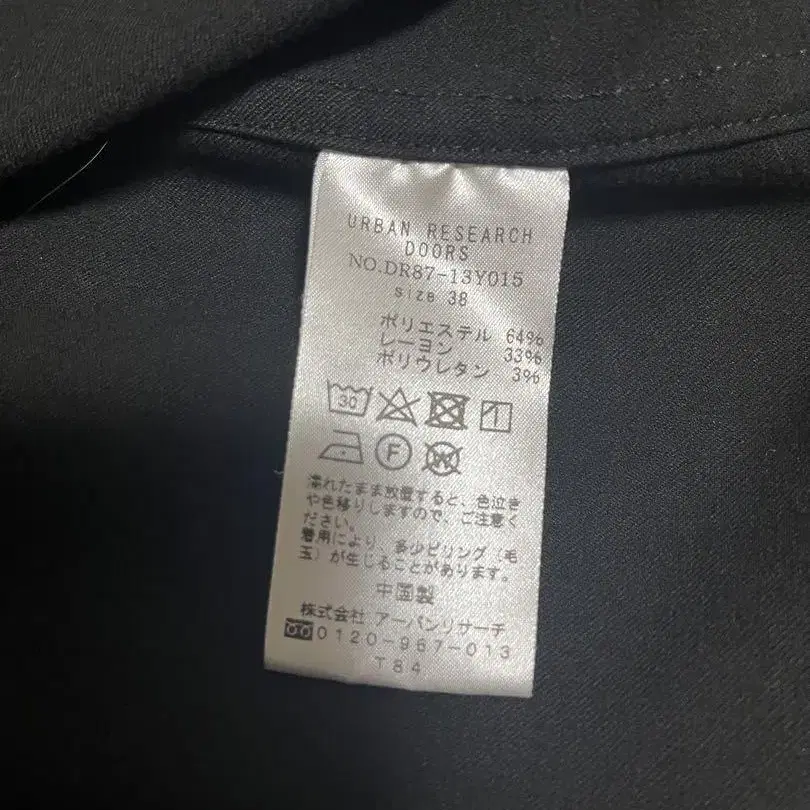 URBAN RESEARCH
DOORS
NO.DR87-13Y015
size 38
ポリエステル 64%
レーヨン 33%
ポリウレタン 3%
30
F
W
濡れたまま放置すると、色泣き
や色移りしますので、ご注意く
ださい。
着用により、多少ピリング(毛
玉)が生じることがあります。
中国製
株式会社 アーバンリサーチ
0120-967-013
T84